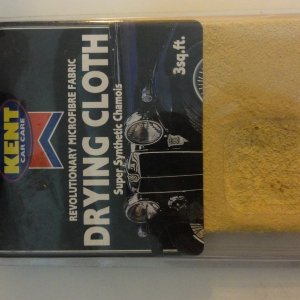 KENT
CAR CARE
REVOLUTIONARY MICROFIBRE FABRIC
DRYING CLOTH
Super Synthetic Chamois
3sq.ft.